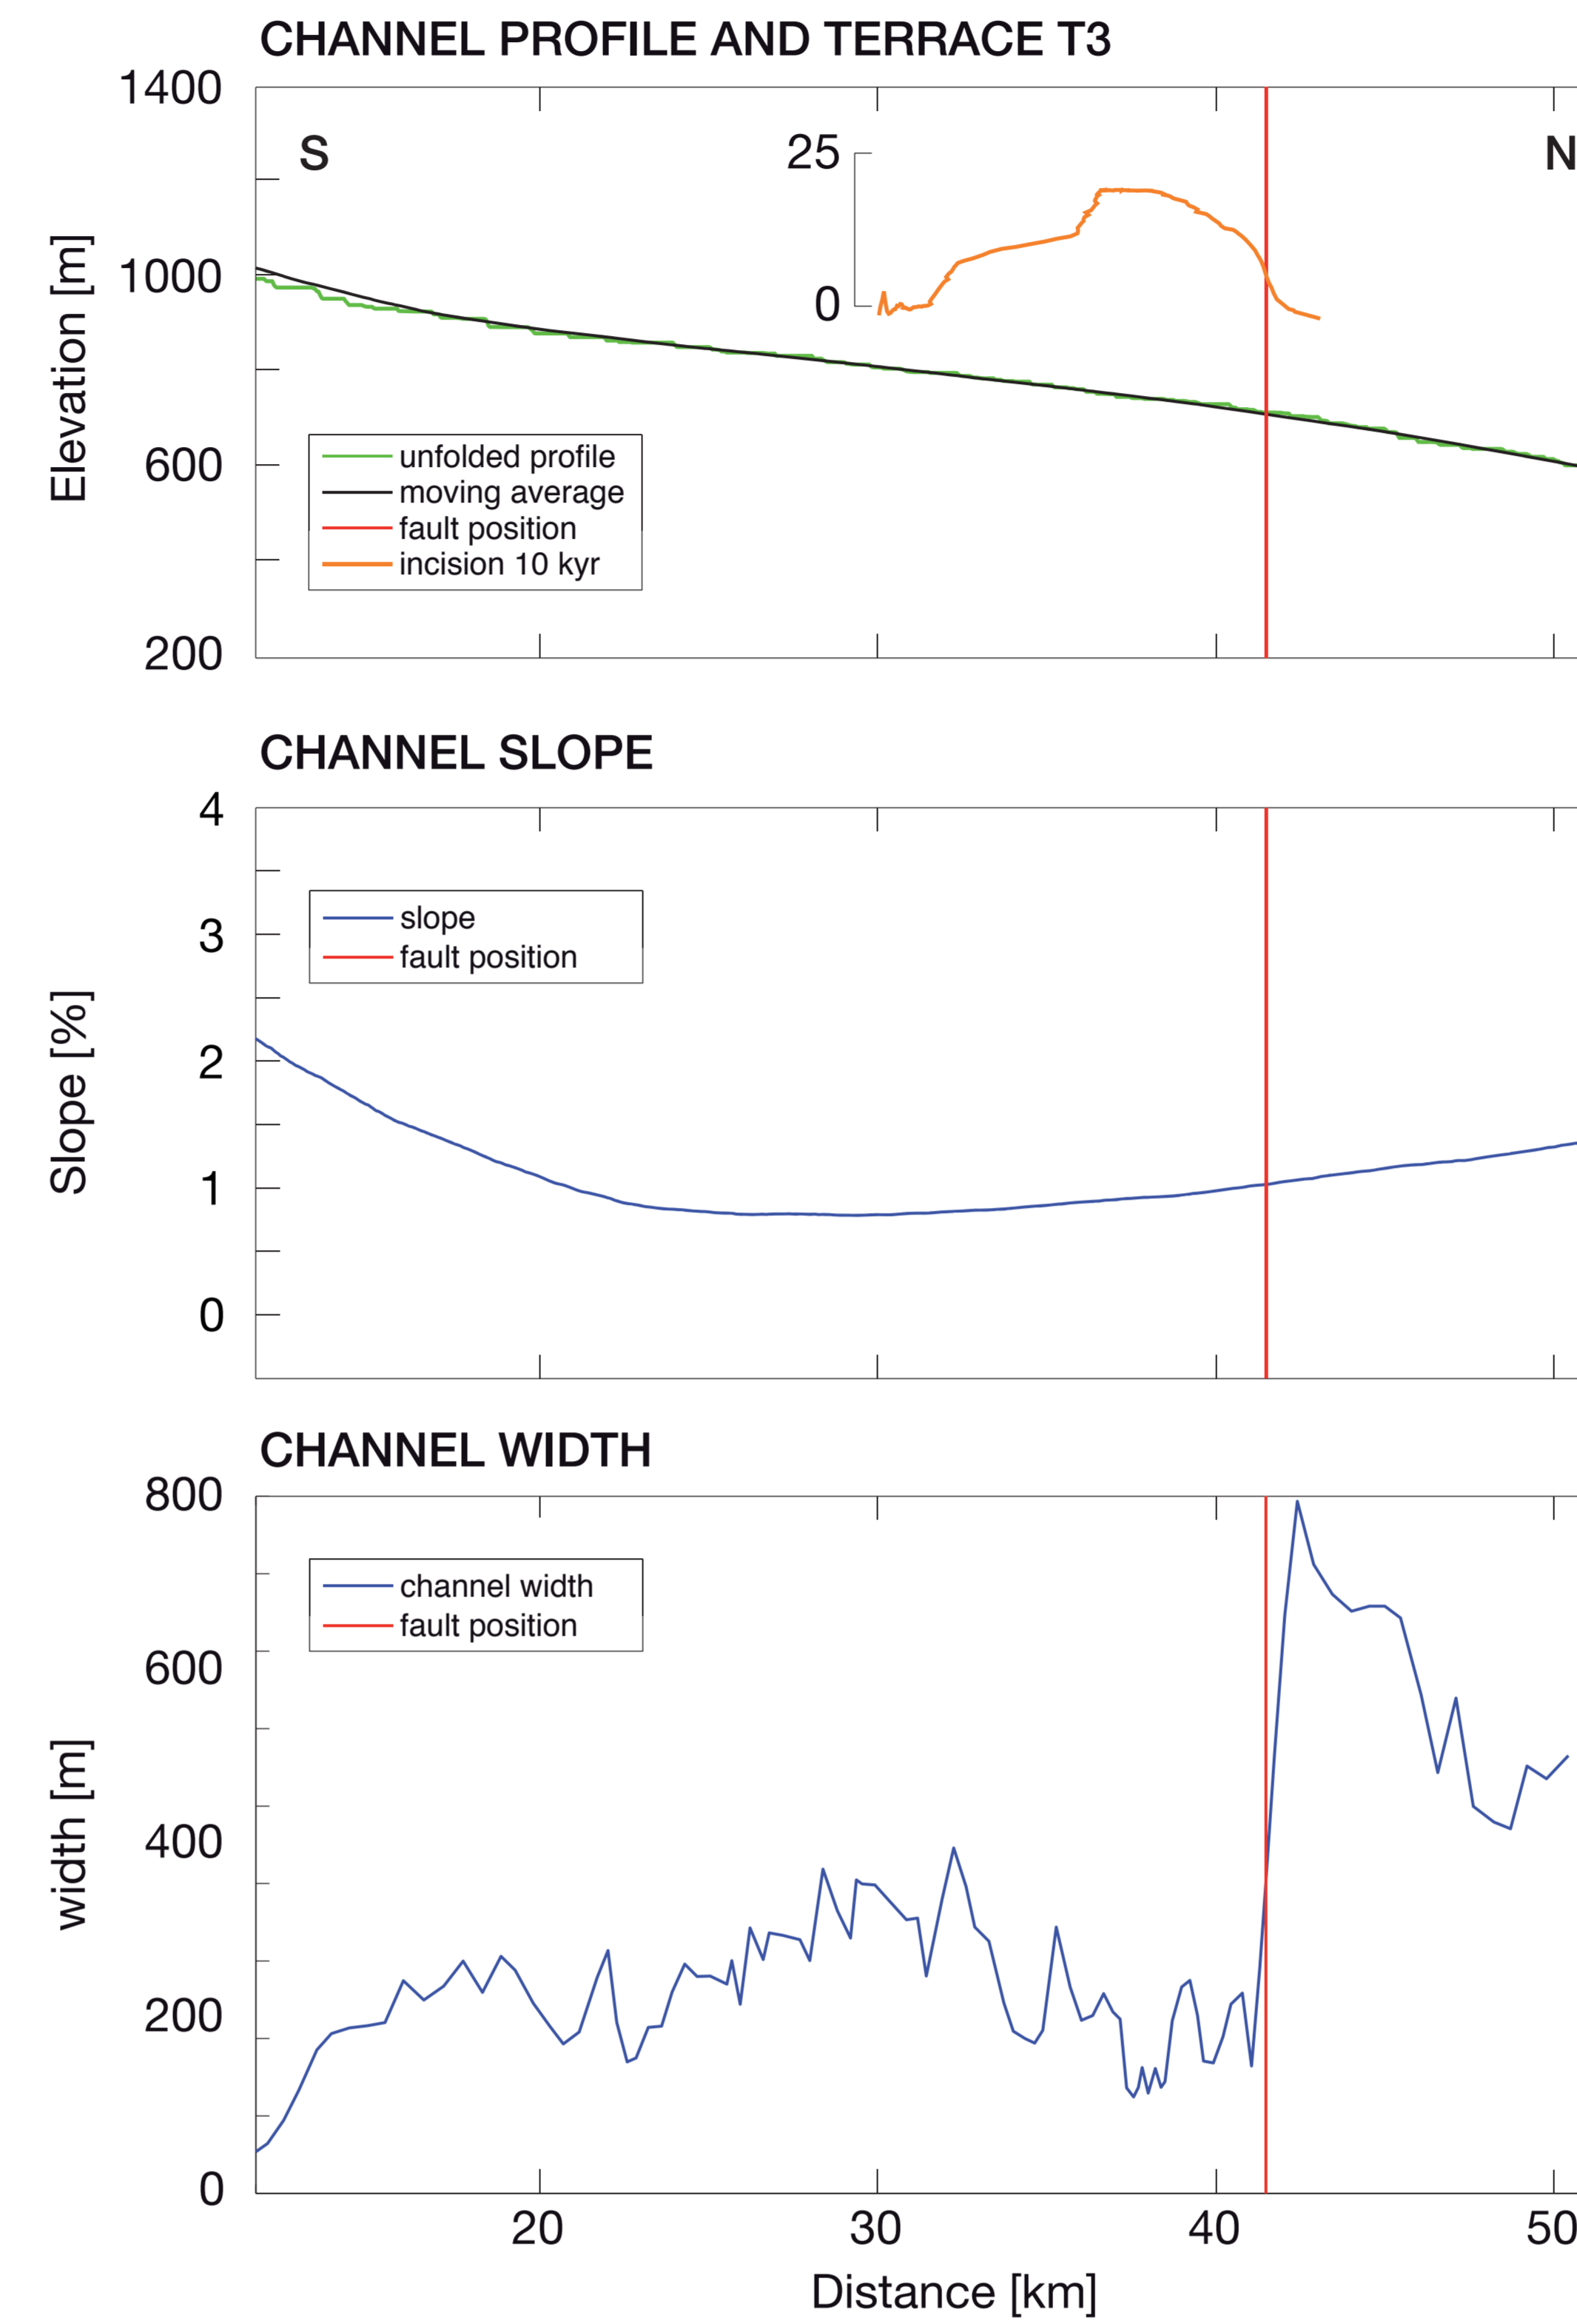 CHANNEL PROFILE AND TERRACE T3
1400
S
25
N
1000
0
Elevation [m]
600
unfolded profile
moving average
fault position
incision 10 kyr
200
CHANNEL SLOPE
4
slope
3
fault position
Slope [%]
2
1
0
CHANNEL WIDTH
800
channel width
fault position
600
width [m]
400
200
0
20 30 40 50
Distance [km]